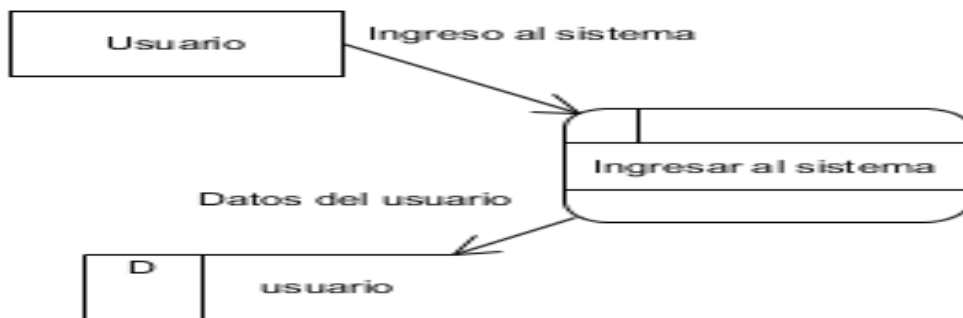 Usuario
Ingreso al sistema
Ingresar al sistema
Datos del usuario
D
usuario